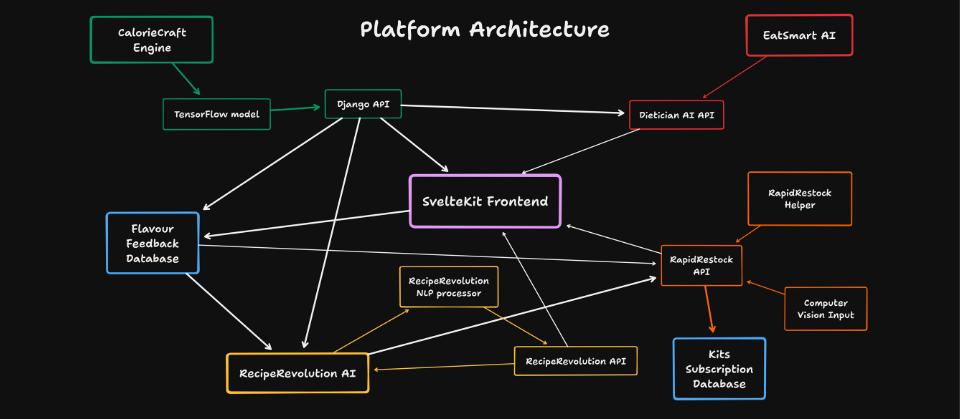 Platform Architecture
CalorieCraft
Engine
EatSmart AI
TensorFlow model
Django API
Dietician AI API
SvelteKit Frontend
RapidRestock
Helper
Flavour
Feedback
Database
RapidRestock
API
RecipeRevolution
NLP processor
Computer
Vision Input
RecipeRevolution AI
RecipeRevolution API
Kits
Subscription
Database